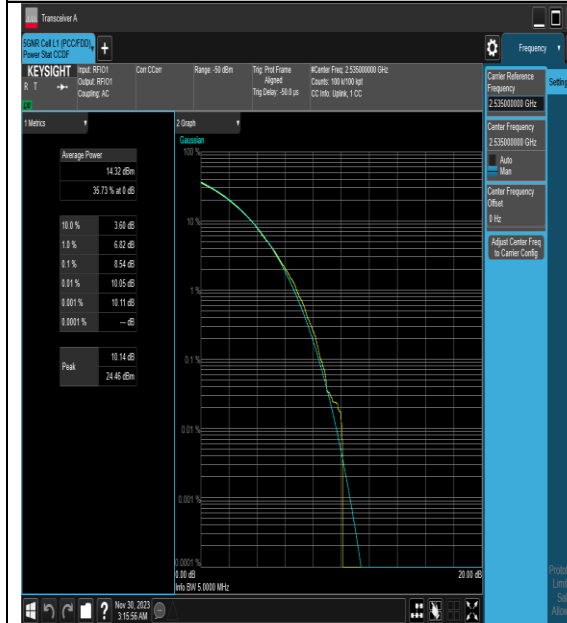 Transceiver A
5GNR Cell L1 (PCC/FDD)
Power Stat CCDF
Frequency
KEYSIGHT
R T
LV
Input: RFIO1
Output: RFIO1
Coupling: AC
Corr CCorr
Range: -50 dBm
Trig: Prot Frame
Aligned
Trig Delay: -50.0 µs
#Center Freq: 2.535000000 GHz
Counts: 100 k/100 kpt
CC Info: Uplink, 1 CC
1 Metrics
Average Power
14.32 dBm
35.73 % at 0 dB
10.0 % 3.60 dB
1.0 % 6.82 dB
0.1 % 8.54 dB
0.01 % 10.05 dB
0.001 % 10.11 dB
0.0001 % --- dB
Peak
10.14 dB
24.46 dBm
2 Graph
Gaussian
100 %
10 %
1 %
0.1 %
0.01 %
0.001 %
0.0001 %
0.00 dB
20.00 dB
Info BW 5.0000 MHz
Carrier Reference
Frequency
2.535000000 GHz
Center Frequency
2.535000000 GHz
Auto
Man
Center Frequency
Offset
0 Hz
Adjust Center Freq
to Carrier Config
Setting
Nov 30, 2023
3:15:56 AM